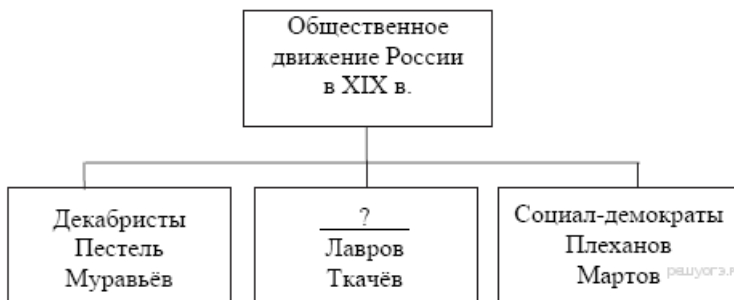 Общественное
движение России
в XIX в.
Декабристы
Пестель
Муравьёв
?
Лавров
Ткачёв
Социал-демократы
Плеханов
Мартов